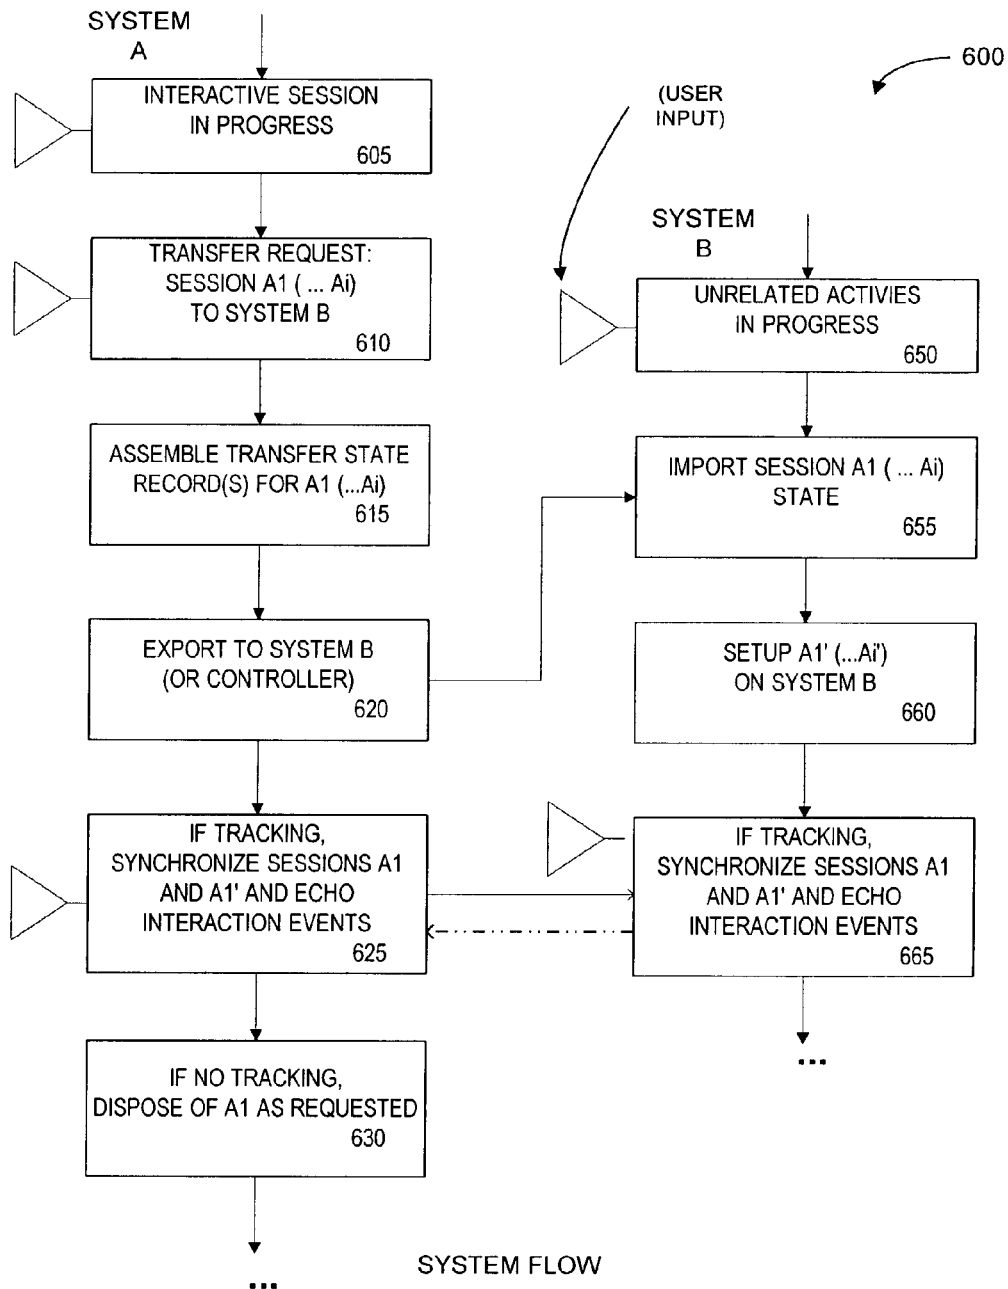 SYSTEM
A
600
(USER
INPUT)
INTERACTIVE SESSION
IN PROGRESS
605
SYSTEM
B
TRANSFER REQUEST:
SESSION A1 ( ... Ai)
TO SYSTEM B
610
UNRELATED ACTIVIES
IN PROGRESS
650
ASSEMBLE TRANSFER STATE
RECORD(S) FOR A1 (...Ai)
615
IMPORT SESSION A1 ( ... Ai)
STATE
655
EXPORT TO SYSTEM B
(OR CONTROLLER)
620
SETUP A1' (...Ai')
ON SYSTEM B
660
IF TRACKING,
SYNCHRONIZE SESSIONS A1
AND A1' AND ECHO
INTERACTION EVENTS
625
IF TRACKING,
SYNCHRONIZE SESSIONS A1
AND A1' AND ECHO
INTERACTION EVENTS
665
...
IF NO TRACKING,
DISPOSE OF A1 AS REQUESTED
630
...
SYSTEM FLOW